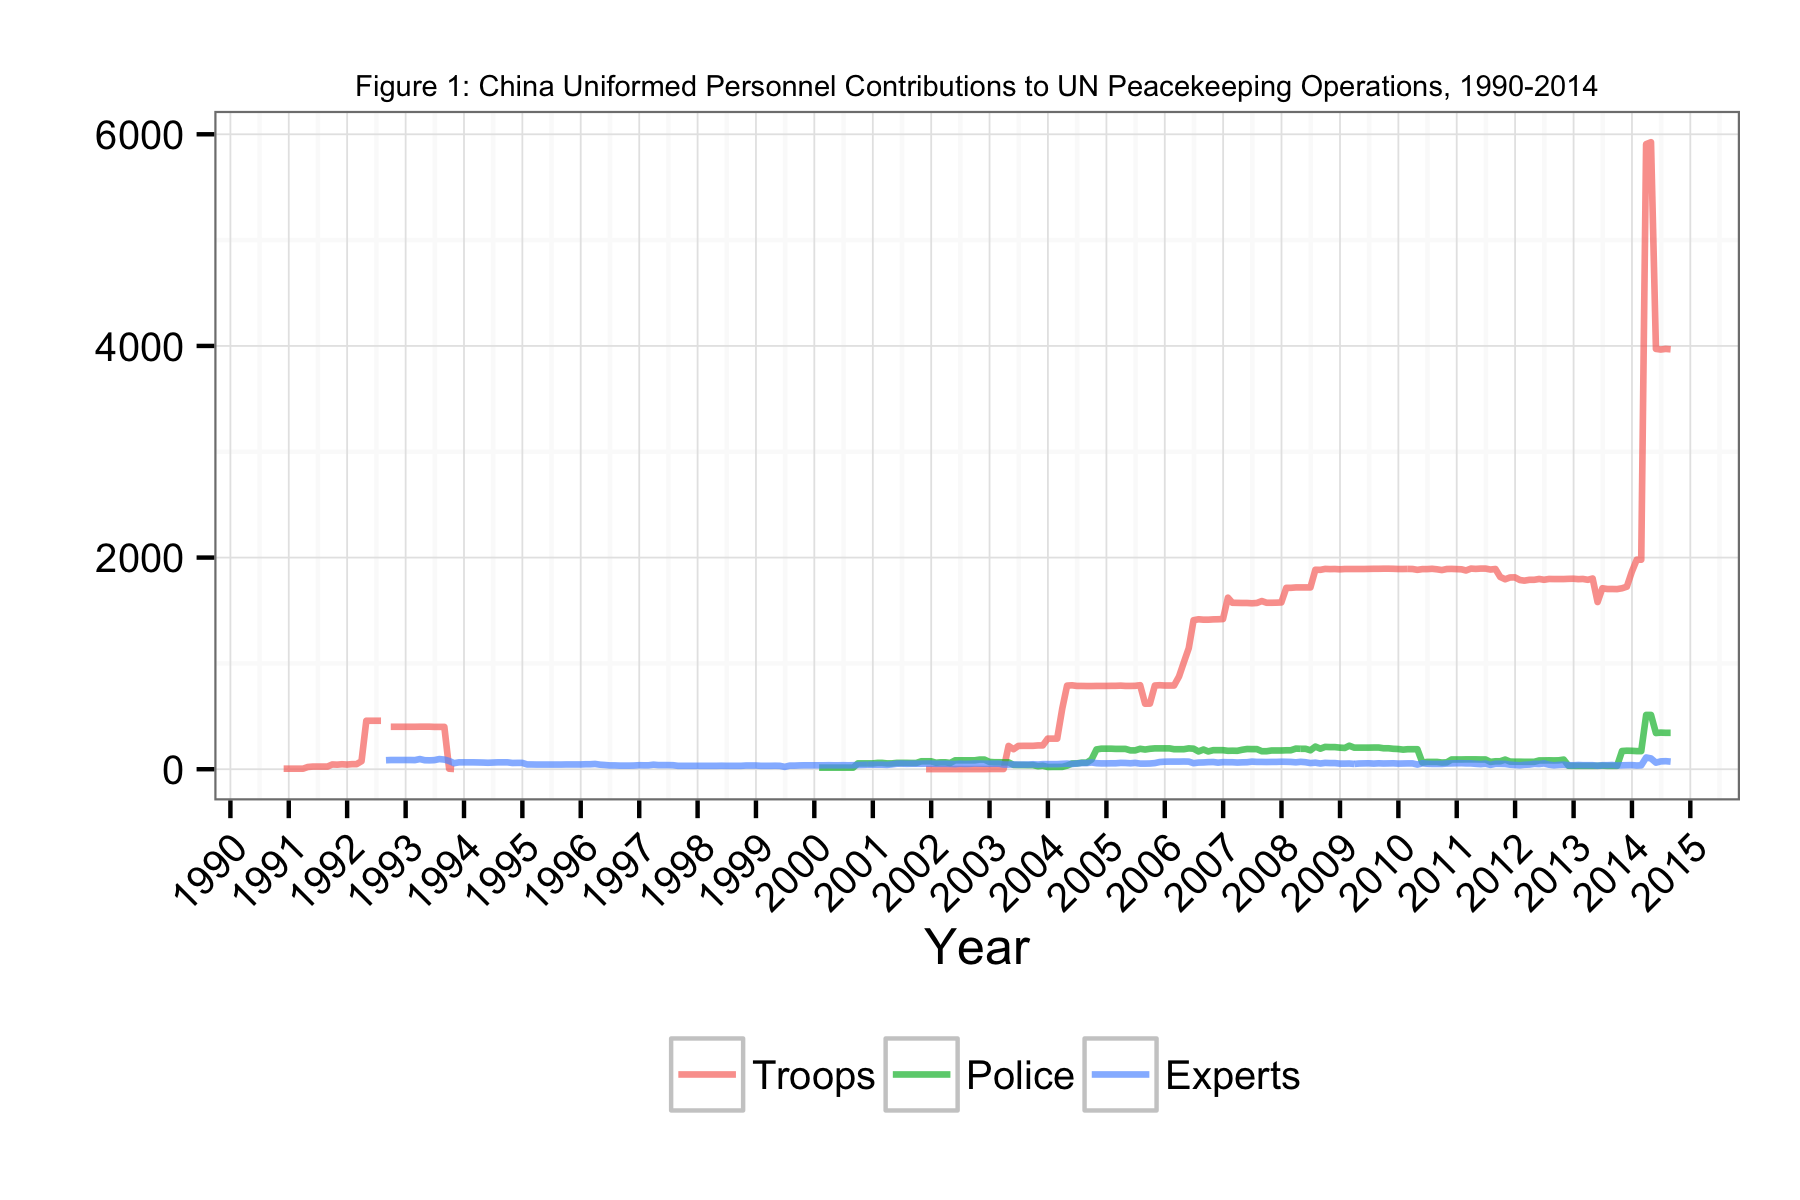 Figure 1: China Uniformed Personnel Contributions to UN Peacekeeping Operations, 1990-2014
6000
4000
2000
0
1990 1991 1992 1993 1994 1995 1996 1997 1998 1999 2000 2001 2002 2003 2004 2005 2006 2007 2008 2009 2010 2011 2012 2013 2014 2015
Year
Troops Police Experts